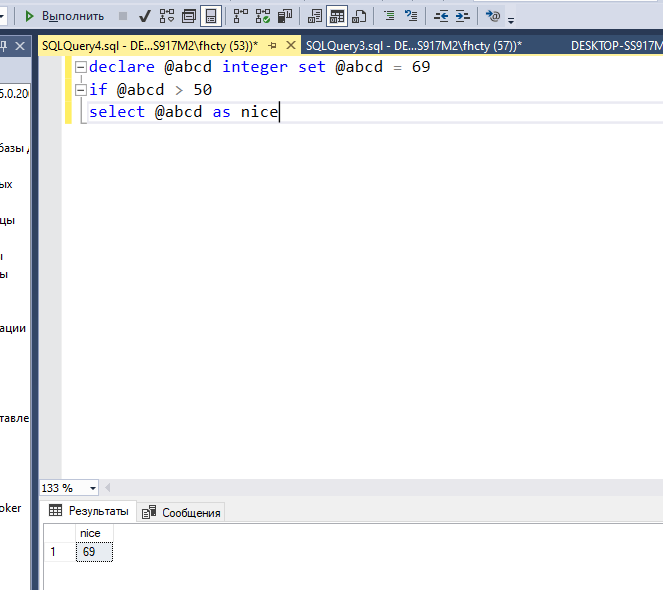 Выполнить
SQLQuery4.sql - DE...S917M2\fhcty (53))*
SQLQuery3.sql - DE...S917M2\fhcty (57))*
DESKTOP-SS917M
declare @abcd integer set @abcd = 69
if @abcd > 50
select @abcd as nice
5.0.20
базы
ых
цы
ы
ации
тавле
oker
133 %
Результаты
Сообщения
nice
1 69